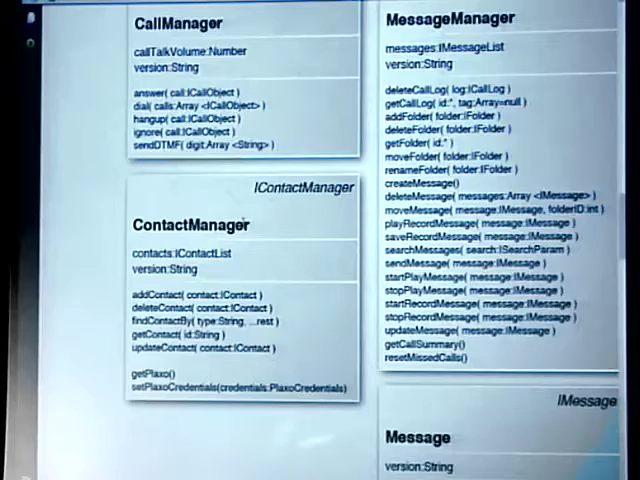 CallManager
callTalkVolume:Number
version:String
answer( call:ICallObject )
dial( calls:Array <ICallObject> )
hangup( call:ICallObject )
ignore( call:ICallObject )
sendDTMF( digit:Array <String> )
IContactManager
ContactManager
contacts:IContactList
version:String
addContact( contact:IContact )
deleteContact( contact:IContact )
findContactBy( type:String, ...rest )
getContact( id:String )
updateContact( contact:IContact )
getPlaxo()
setPlaxoCredentials(credentials:PlaxoCredentials)
MessageManager
messages:IMessageList
version:String
deleteCallLog( log:ICallLog )
getCallLog( id:*, tag:Array=null )
addFolder( folder:IFolder )
deleteFolder( folder:IFolder )
getFolder( id:* )
moveFolder( folder:IFolder )
renameFolder( folder:IFolder )
createMessage()
deleteMessage( messages:Array <IMessage> )
moveMessage( message:IMessage, folderID:int )
playRecordMessage( message:IMessage )
saveRecordMessage( message:IMessage )
searchMessages( search:ISearchParam )
sendMessage( message:IMessage )
startPlayMessage( message:IMessage )
stopPlayMessage( message:IMessage )
startRecordMessage( message:IMessage )
stopRecordMessage( message:IMessage )
updateMessage( message:IMessage )
getCallSummary()
resetMissedCalls()
IMessage
Message
version:String